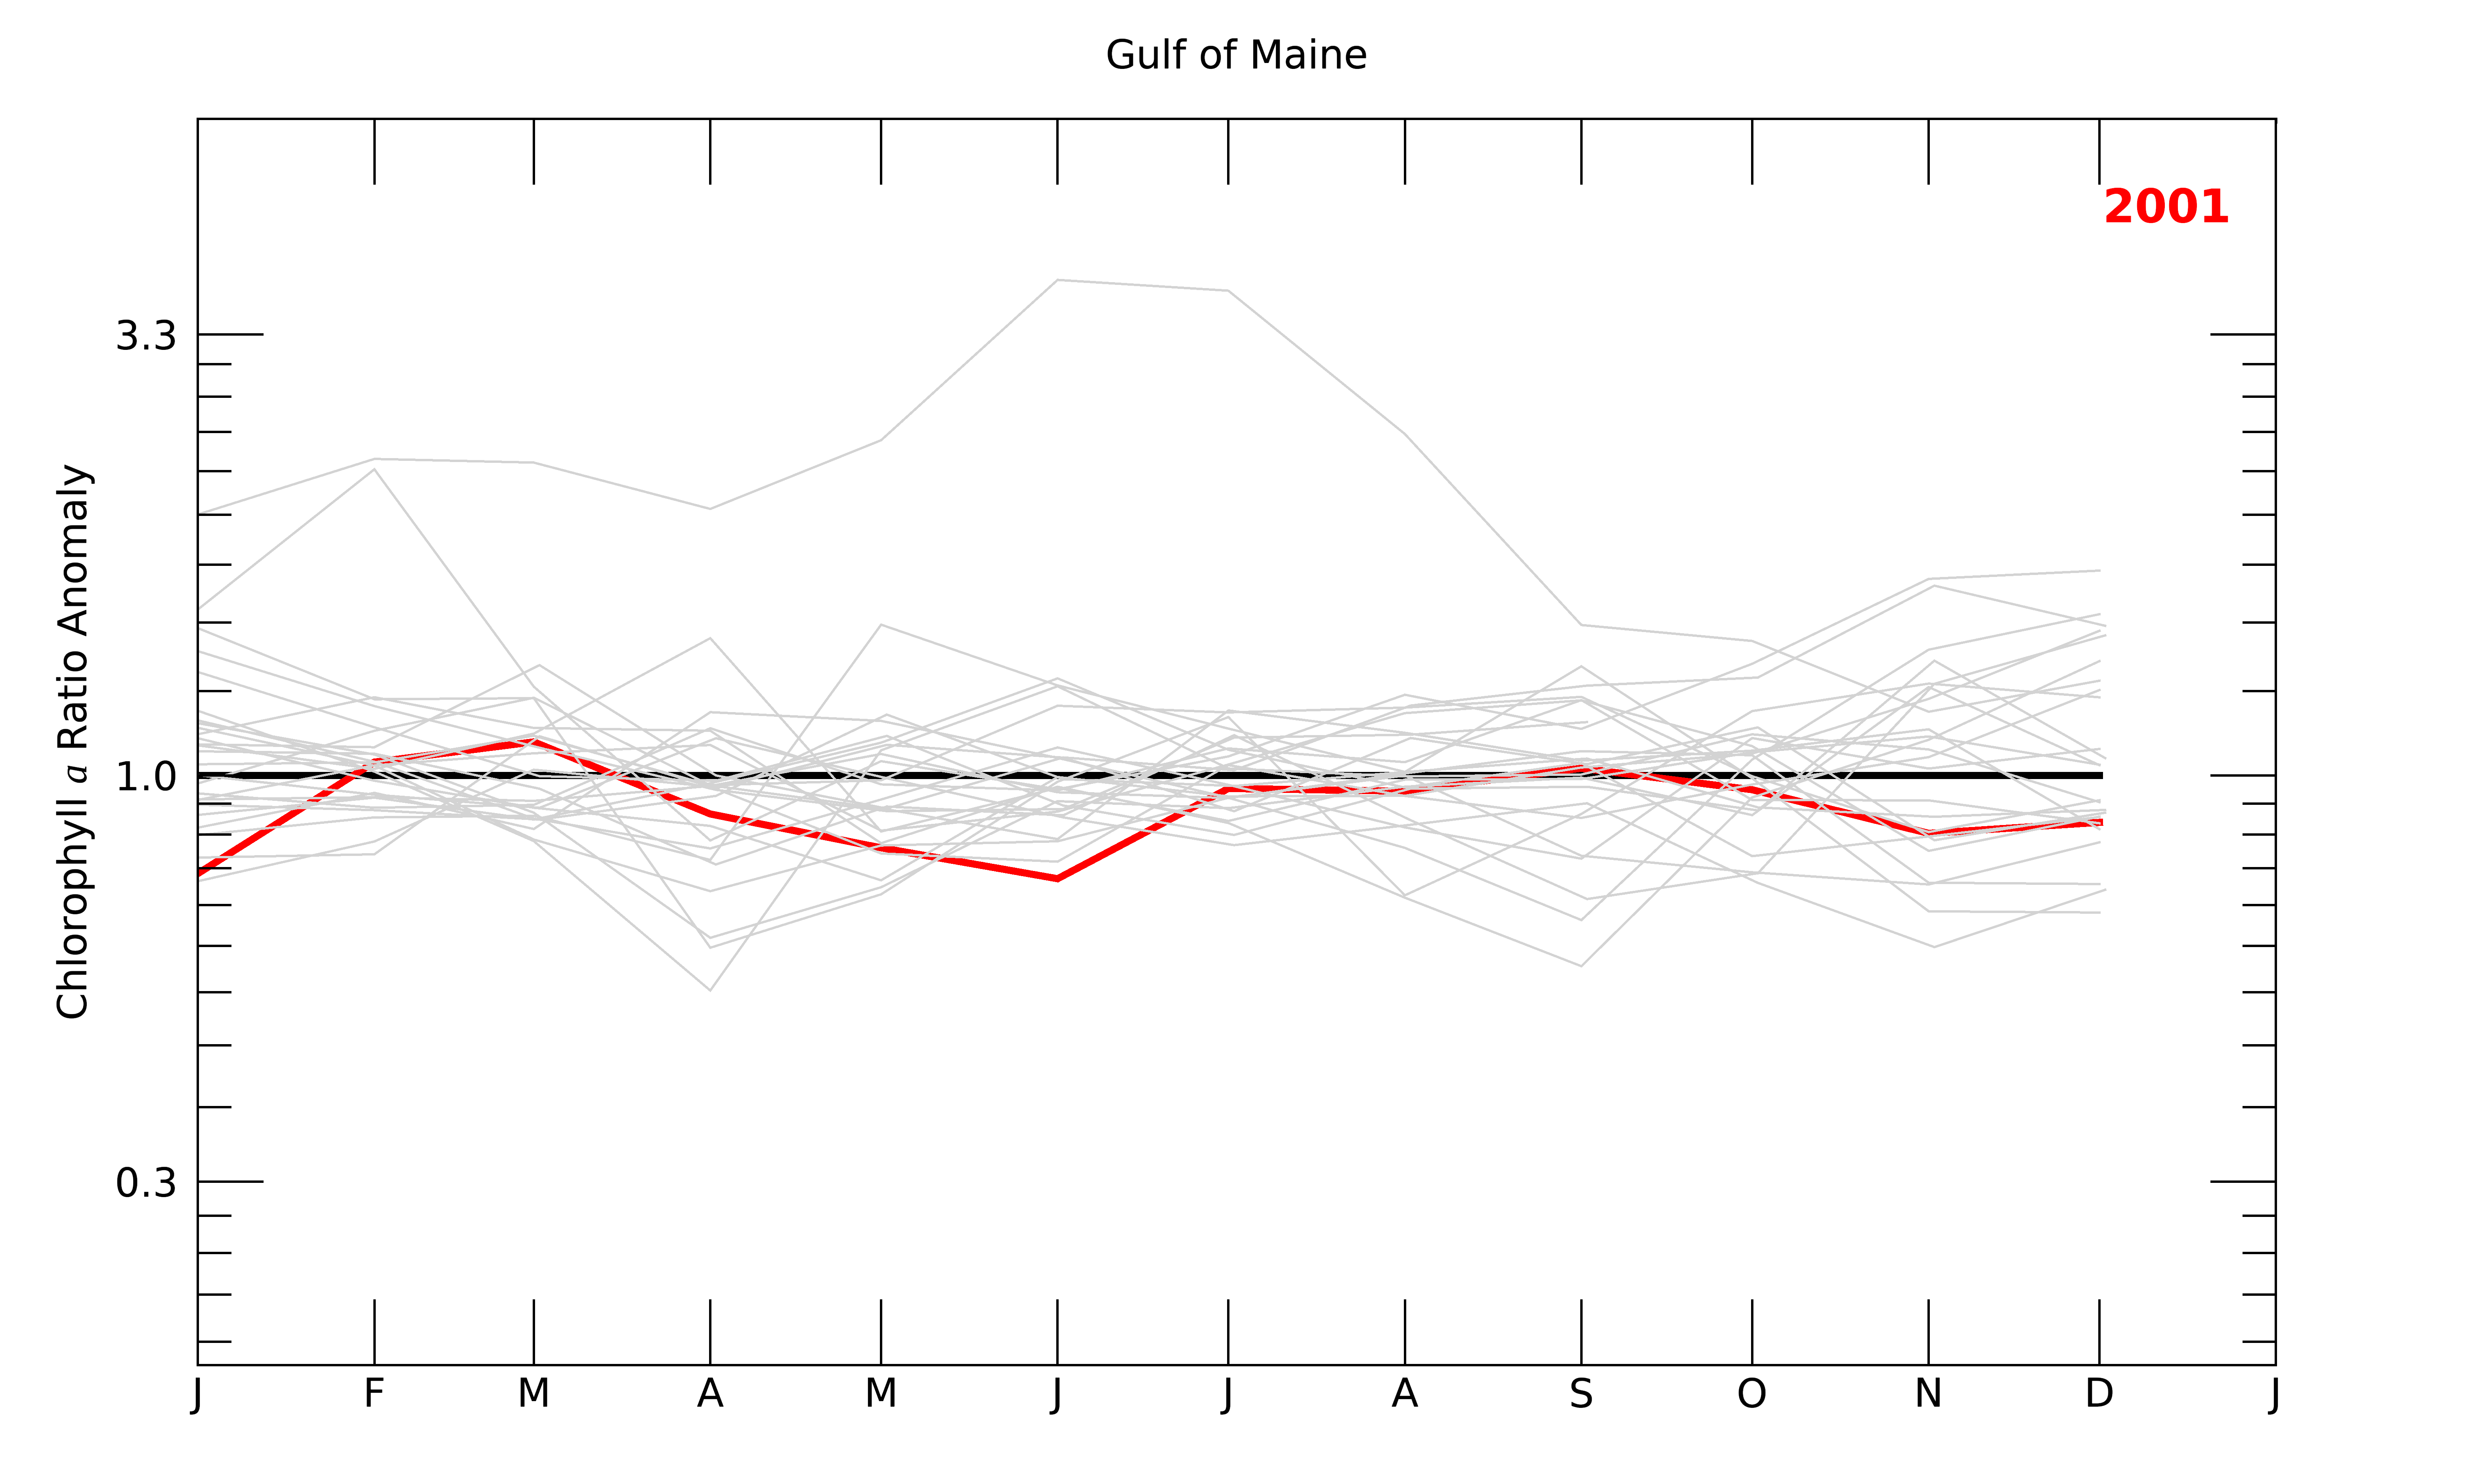 Gulf of Maine
2001
3.3
1.0
0.3
Chlorophyll a Ratio Anomaly
J F M A M J J A S O N D J